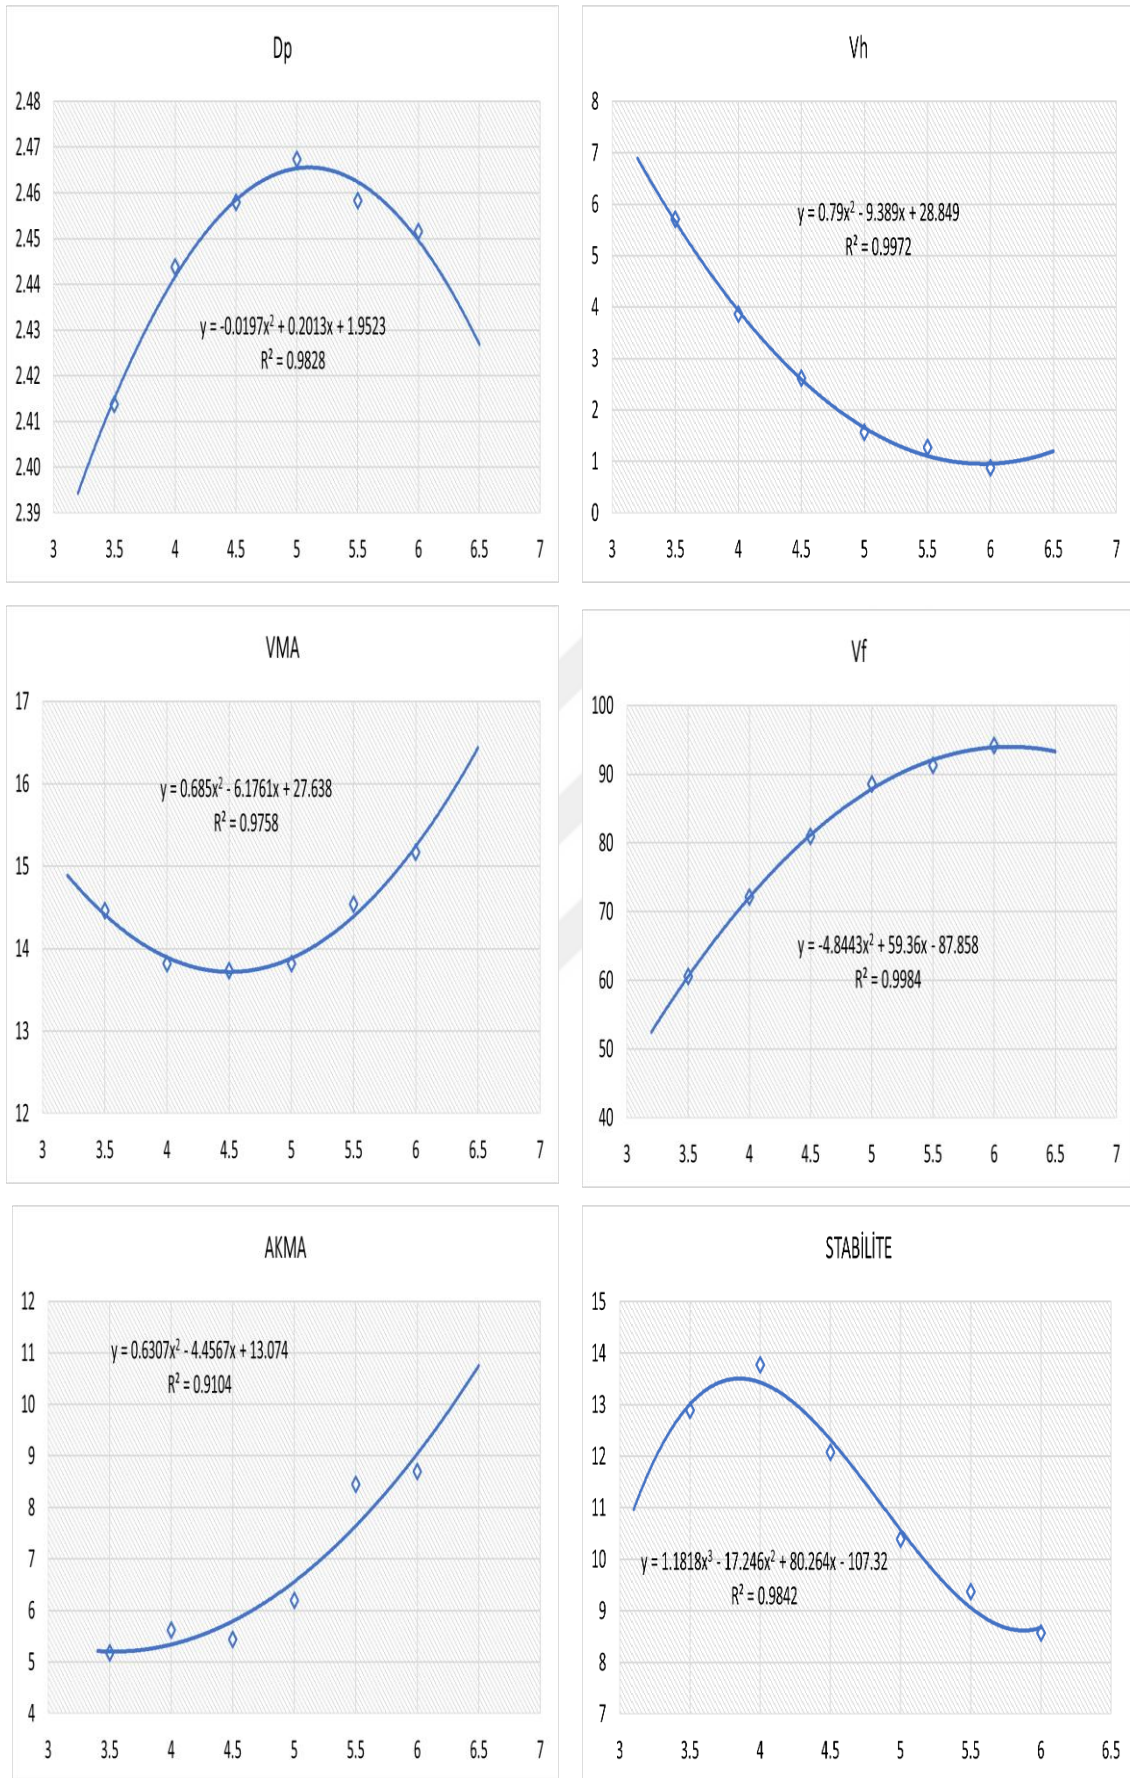 Dp
2.48
2.47
2.46
2.45
2.44
2.43
2.42
2.41
2.40
2.39
y = -0.0197x² + 0.2013x + 1.9523
R² = 0.9828
3 3.5 4 4.5 5 5.5 6 6.5 7
Vh
8
7
6
5
4
3
2
1
0
y = 0.79x² - 9.389x + 28.849
R² = 0.9972
3 3.5 4 4.5 5 5.5 6 6.5 7
VMA
17
16
15
14
13
12
y = 0.685x² - 6.1761x + 27.638
R² = 0.9758
3 3.5 4 4.5 5 5.5 6 6.5 7
Vf
100
90
80
70
60
50
40
y = -4.8443x² + 59.36x - 87.858
R² = 0.9984
3 3.5 4 4.5 5 5.5 6 6.5 7
AKMA
12
11
10
9
8
7
6
5
4
y = 0.6307x² - 4.4567x + 13.074
R² = 0.9104
3 3.5 4 4.5 5 5.5 6 6.5 7
STABİLİTE
15
14
13
12
11
10
9
8
7
y = 1.1818x³ - 17.246x² + 80.264x - 107.32
R² = 0.9842
3 3.5 4 4.5 5 5.5 6 6.5